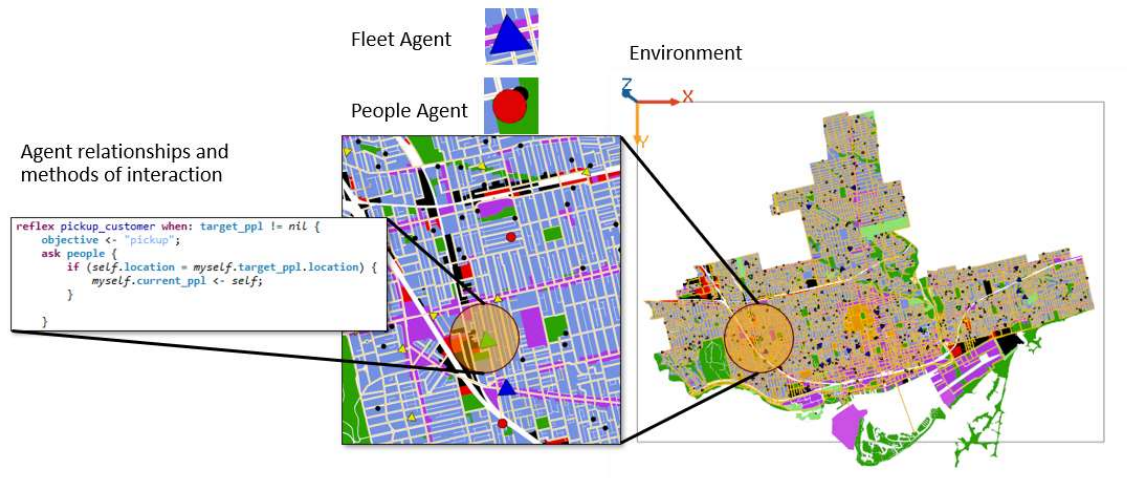 Fleet Agent
Environment
People Agent
Z
X
Y
Agent relationships and
methods of interaction
reflex pickup_customer when: target_ppl != nil {
objective <- "pickup";
ask people {
if (self.location = myself.target_ppl.location) {
myself.current_ppl <- self;
}
}